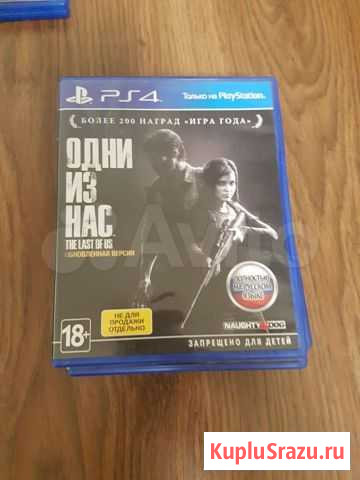 PS4
Только на PlayStation.
БОЛЕЕ 200 НАГРАД «ИГРА ГОДА»
ОДНИ
ИЗ
НАС
THE LAST OF US
ОБНОВЛЕННАЯ ВЕРСИЯ
Avito
ПОЛНОСТЬЮ
НА РУССКОМ
ЯЗЫКЕ
НЕ ДЛЯ
ПРОДАЖИ
ОТДЕЛЬНО
18+
NAUGHTY DOG
ЗАПРЕЩЕНО ДЛЯ ДЕТЕЙ
KupluSrazu.ru